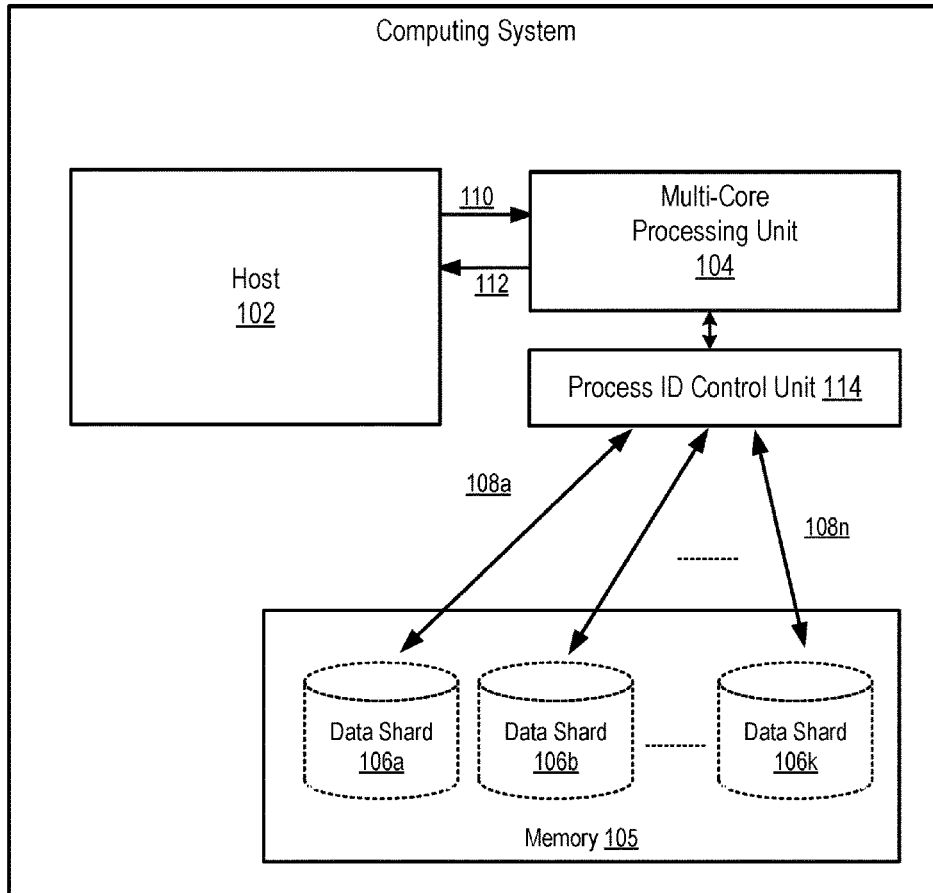 Computing System
Host
102
110
112
Multi-Core
Processing Unit
104
Process ID Control Unit 114
108a
108n
Data Shard
106a
Data Shard
106b
Data Shard
106k
Memory 105